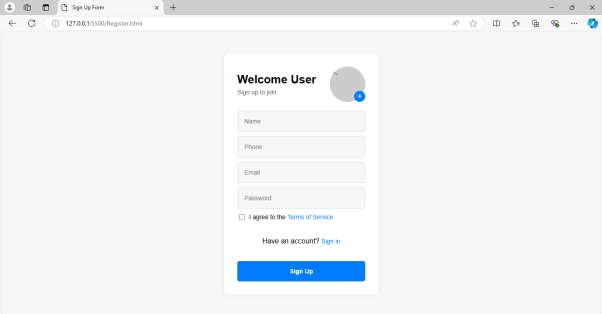 Sign Up Form
127.0.0.1:5500/Register.html
Welcome User
Sign up to join
Name
Phone
Email
Password
I agree to the Terms of Service
Have an account? Sign in
Sign Up